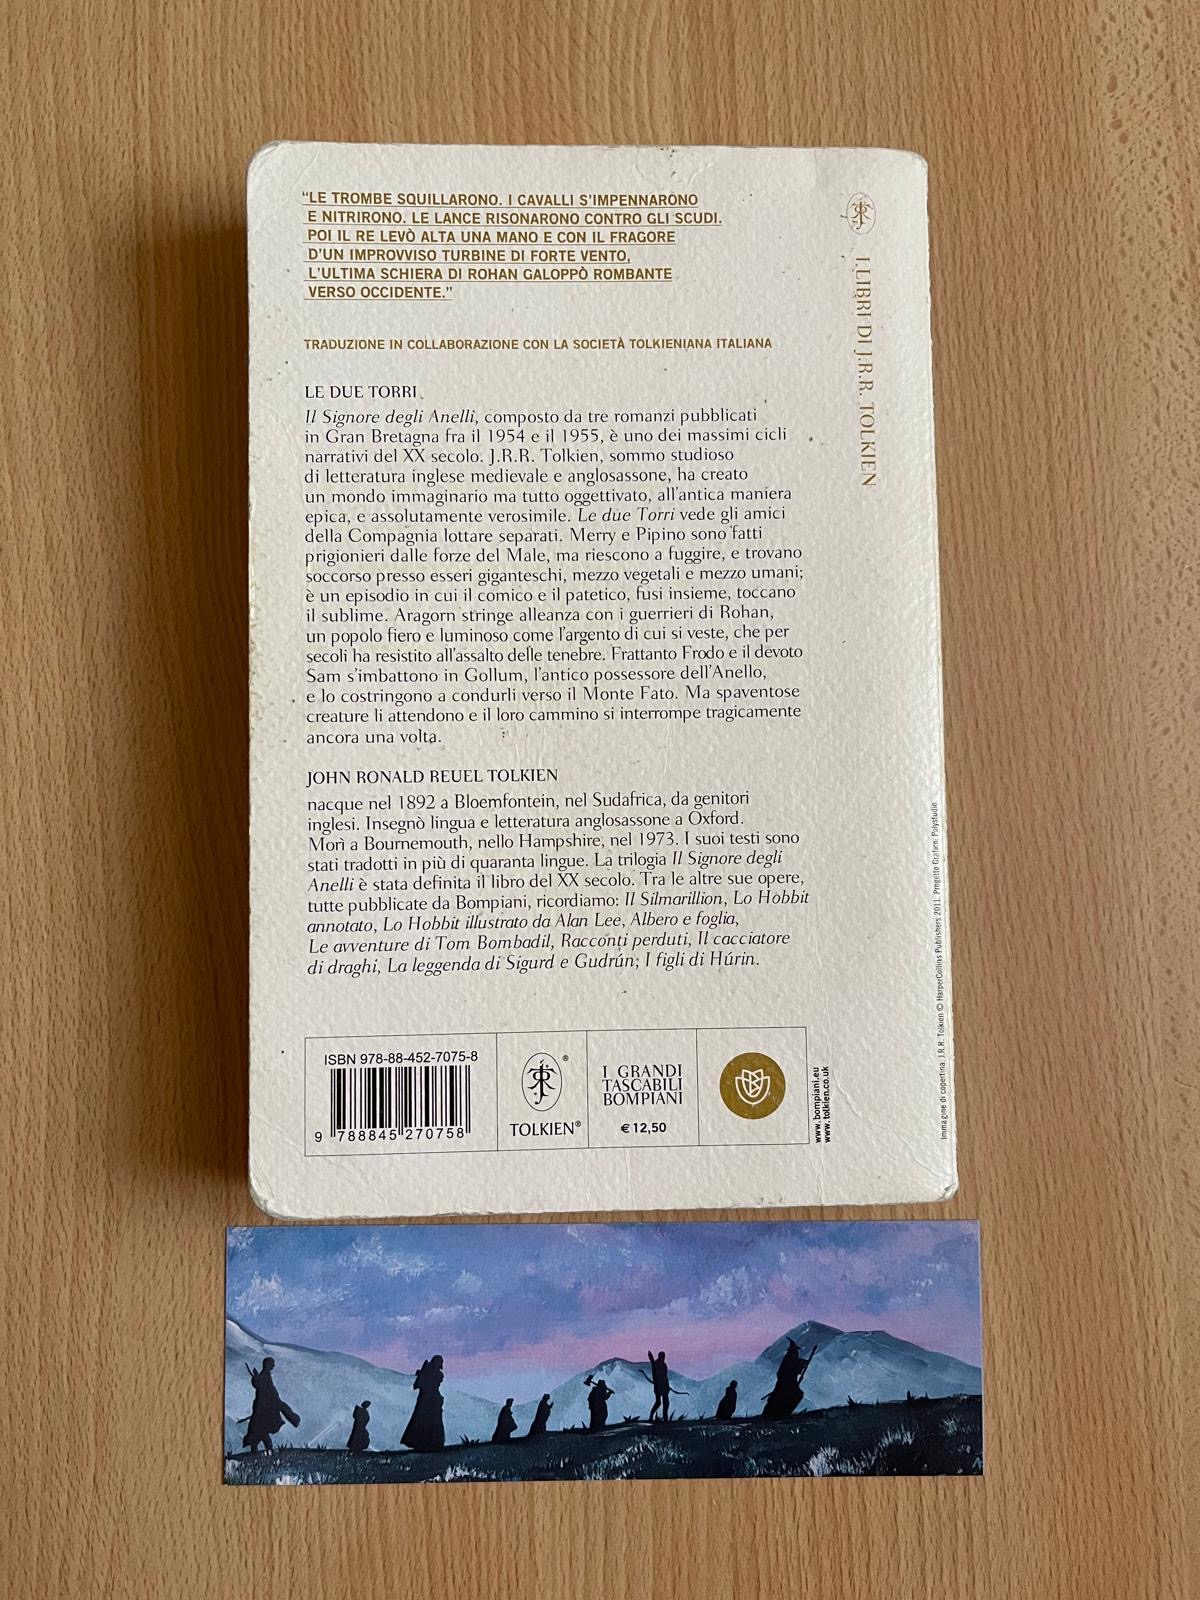 “LE TROMBE SQUILLARONO. I CAVALLI S'IMPENNARONO
E NITRIRONO. LE LANCE RISONARONO CONTRO GLI SCUDI.
POI IL RE LEVÒ ALTA UNA MANO E CON IL FRAGORE
D'UN IMPROVVISO TURBINE DI FORTE VENTO,
L'ULTIMA SCHIERA DI ROHAN GALOPPÒ ROMBANTE
VERSO OCCIDENTE.”
TRADUZIONE IN COLLABORAZIONE CON LA SOCIETÀ TOLKIENIANA ITALIANA
LE DUE TORRI
Il Signore degli Anelli, composto da tre romanzi pubblicati
in Gran Bretagna fra il 1954 e il 1955, è uno dei massimi cicli
narrativi del XX secolo. J.R.R. Tolkien, sommo studioso
di letteratura inglese medievale e anglosassone, ha creato
un mondo immaginario ma tutto oggettivato, all'antica maniera
epica, e assolutamente verosimile. Le due Torri vede gli amici
della Compagnia lottare separati. Merry e Pipino sono fatti
prigionieri dalle forze del Male, ma riescono a fuggire, e trovano
soccorso presso esseri giganteschi, mezzo vegetali e mezzo umani;
è un episodio in cui il comico e il patetico, fusi insieme, toccano
il sublime. Aragorn stringe alleanza con i guerrieri di Rohan,
un popolo fiero e luminoso come l'argento di cui si veste, che per
secoli ha resistito all'assalto delle tenebre. Frattanto Frodo e il devoto
Sam s'imbattono in Gollum, l'antico possessore dell'Anello,
e lo costringono a condurli verso il Monte Fato. Ma spaventose
creature li attendono e il loro cammino si interrompe tragicamente
ancora una volta.
JOHN RONALD REUEL TOLKIEN
nacque nel 1892 a Bloemfontein, nel Sudafrica, da genitori
inglesi. Insegnò lingua e letteratura anglosassone a Oxford.
Morì a Bournemouth, nello Hampshire, nel 1973. I suoi testi sono
stati tradotti in più di quaranta lingue. La trilogia Il Signore degli
Anelli è stata definita il libro del XX secolo. Tra le altre sue opere,
tutte pubblicate da Bompiani, ricordiamo: Il Silmarillion, Lo Hobbit
annotato, Lo Hobbit illustrato da Alan Lee, Albero e foglia,
Le avventure di Tom Bombadil, Racconti perduti, Il cacciatore
di draghi, La leggenda di Sigurd e Gudrún; I figli di Húrin.
ISBN 978-88-452-7075-8
9 788845 270758
TOLKIEN®
I GRANDI
TASCABILI
BOMPIANI
€ 12,50
www.bompiani.eu
www.tolkien.co.uk
I LIBRI DI J.R.R. TOLKIEN
Immagine di copertina: J.R.R. Tolkien © HarperCollins Publishers 2011. Progetto Grafico: Polystudio